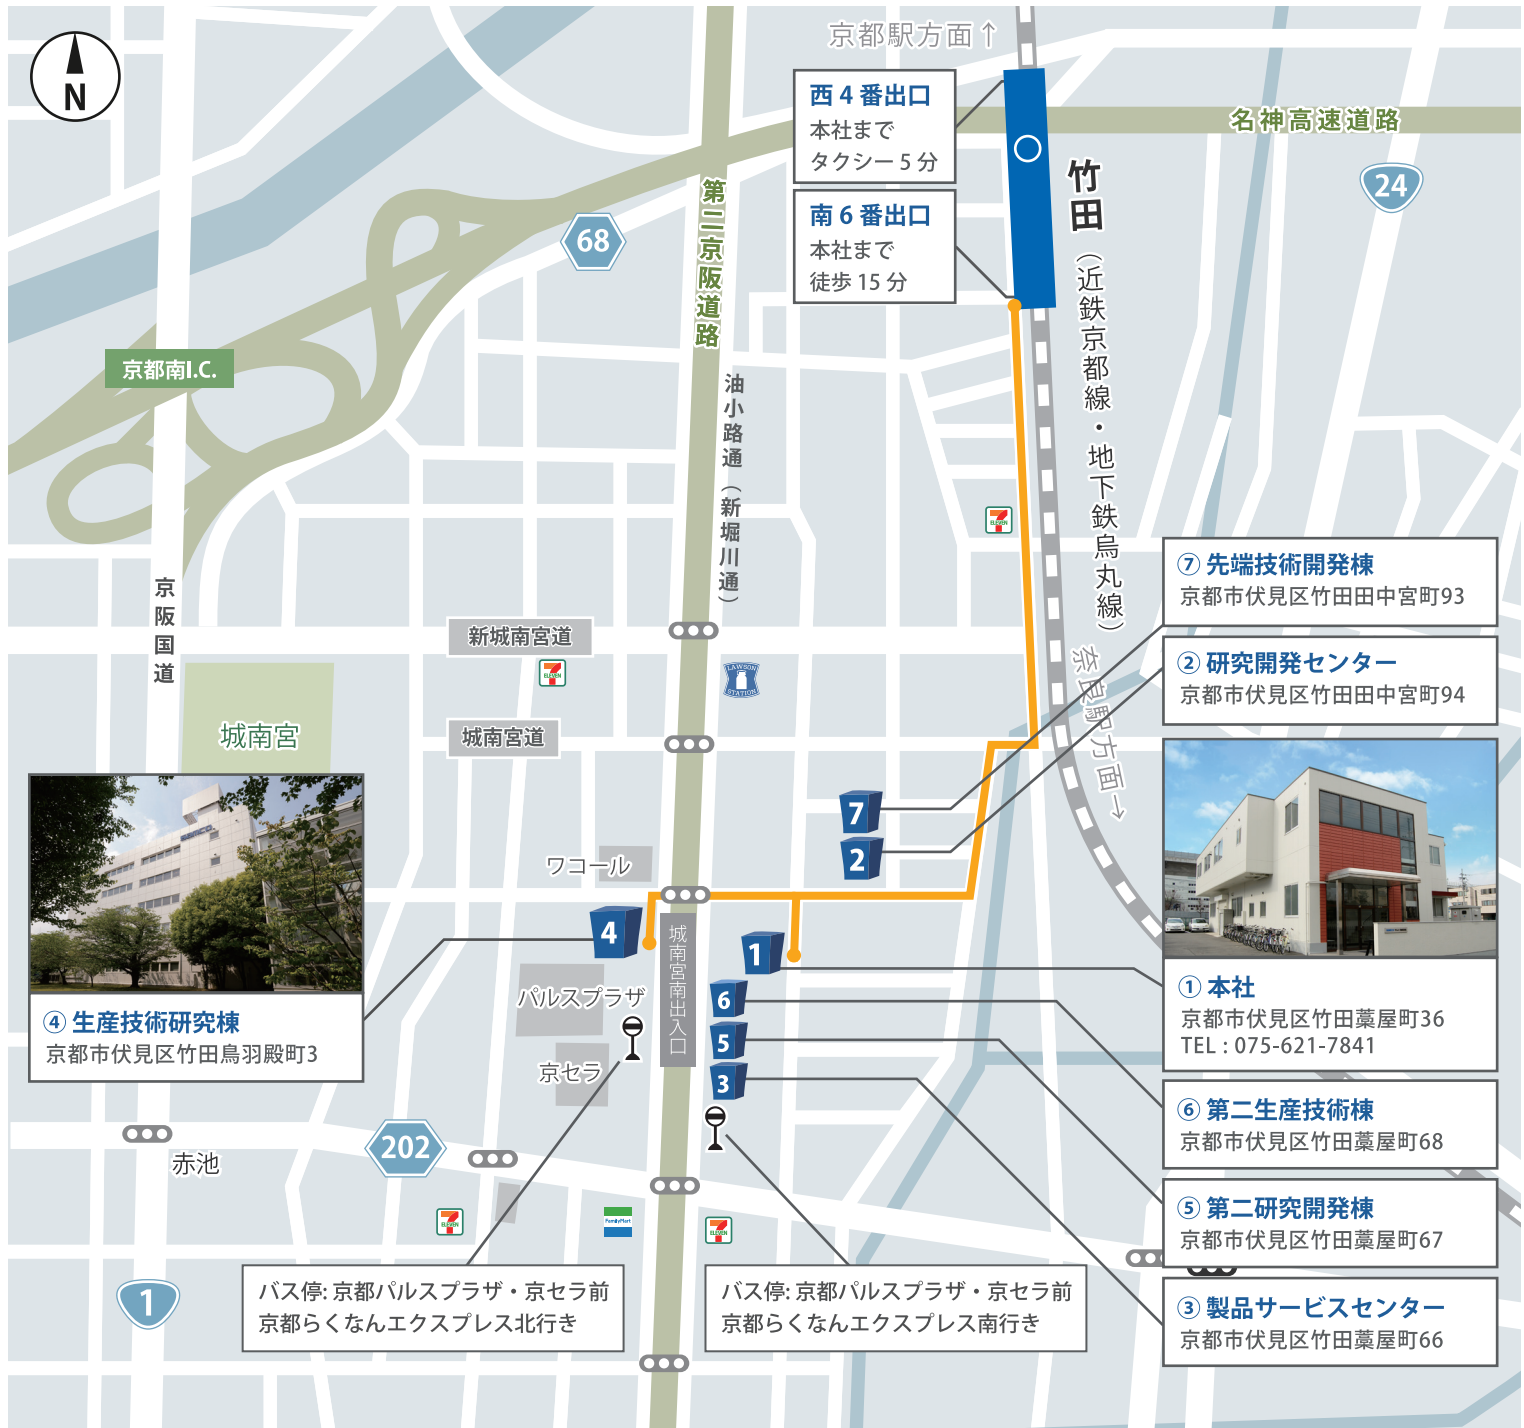 N
京都駅方面↑
西4番出口
本社まで
タクシー5分
南6番出口
本社まで
徒歩15分
名神高速道路
24
竹田
（近鉄京都線・地下鉄烏丸線）
68
第二京阪道路
京都南I.C.
油小路通（新堀川通）
京阪国道
7
ELEVEN
新城南宮道
7
ELEVEN
LAWSON
STATION
城南宮
城南宮道
奈良駅方面→
⑦先端技術開発棟
京都市伏見区竹田田中宮町93
②研究開発センター
京都市伏見区竹田田中宮町94
7
2
ワコール
4
1
城南宮南出入口
6
5
3
パルスプラザ
京セラ
SAMCO
④生産技術研究棟
京都市伏見区竹田鳥羽殿町3
①本社
京都市伏見区竹田藁屋町36
TEL : 075-621-7841
⑥第二生産技術棟
京都市伏見区竹田藁屋町68
⑤第二研究開発棟
京都市伏見区竹田藁屋町67
③製品サービスセンター
京都市伏見区竹田藁屋町66
赤池
202
7
ELEVEN
FamilyMart
7
ELEVEN
1
バス停: 京都パルスプラザ・京セラ前
京都らくなんエクスプレス北行き
バス停: 京都パルスプラザ・京セラ前
京都らくなんエクスプレス南行き